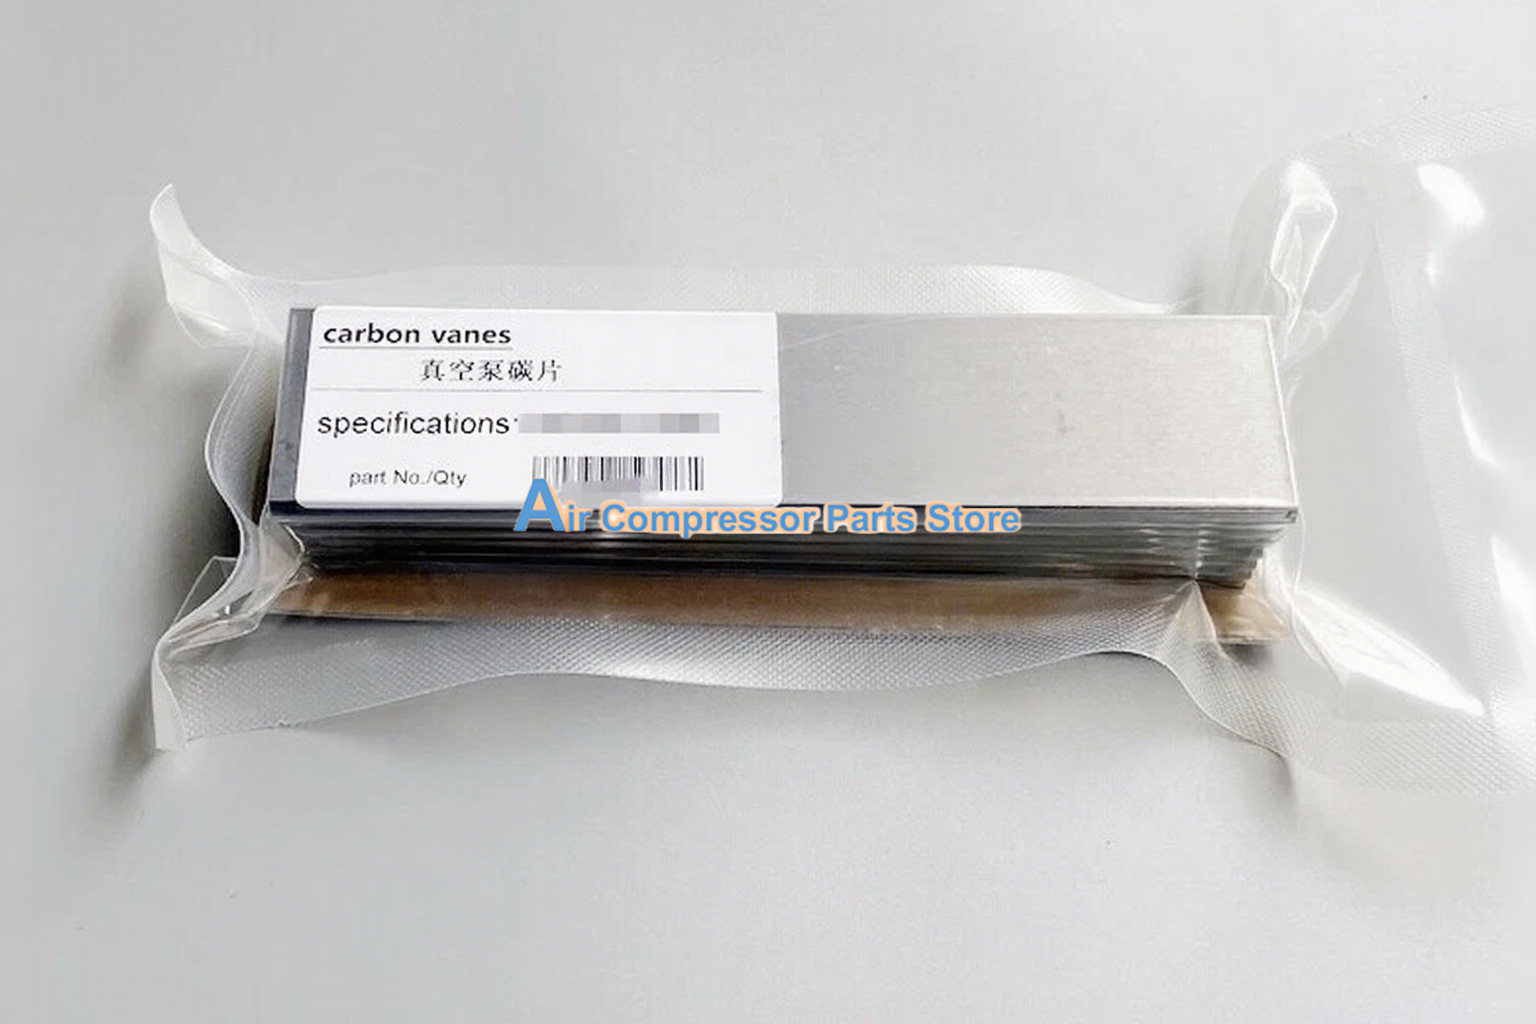 carbon vanes
真空泵碳片
specifications:
part No./Qty
Air Compressor Parts Store